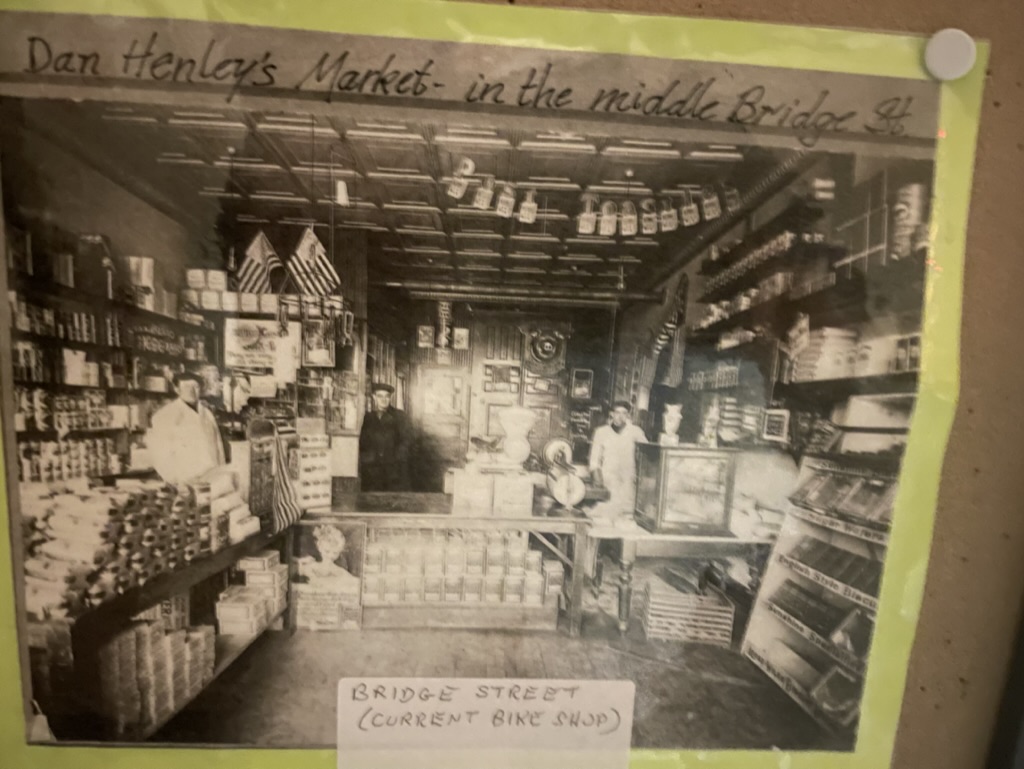 Dan Henley's Market - in the middle Bridge St.
BRIDGE STREET
(CURRENT BIKE SHOP)